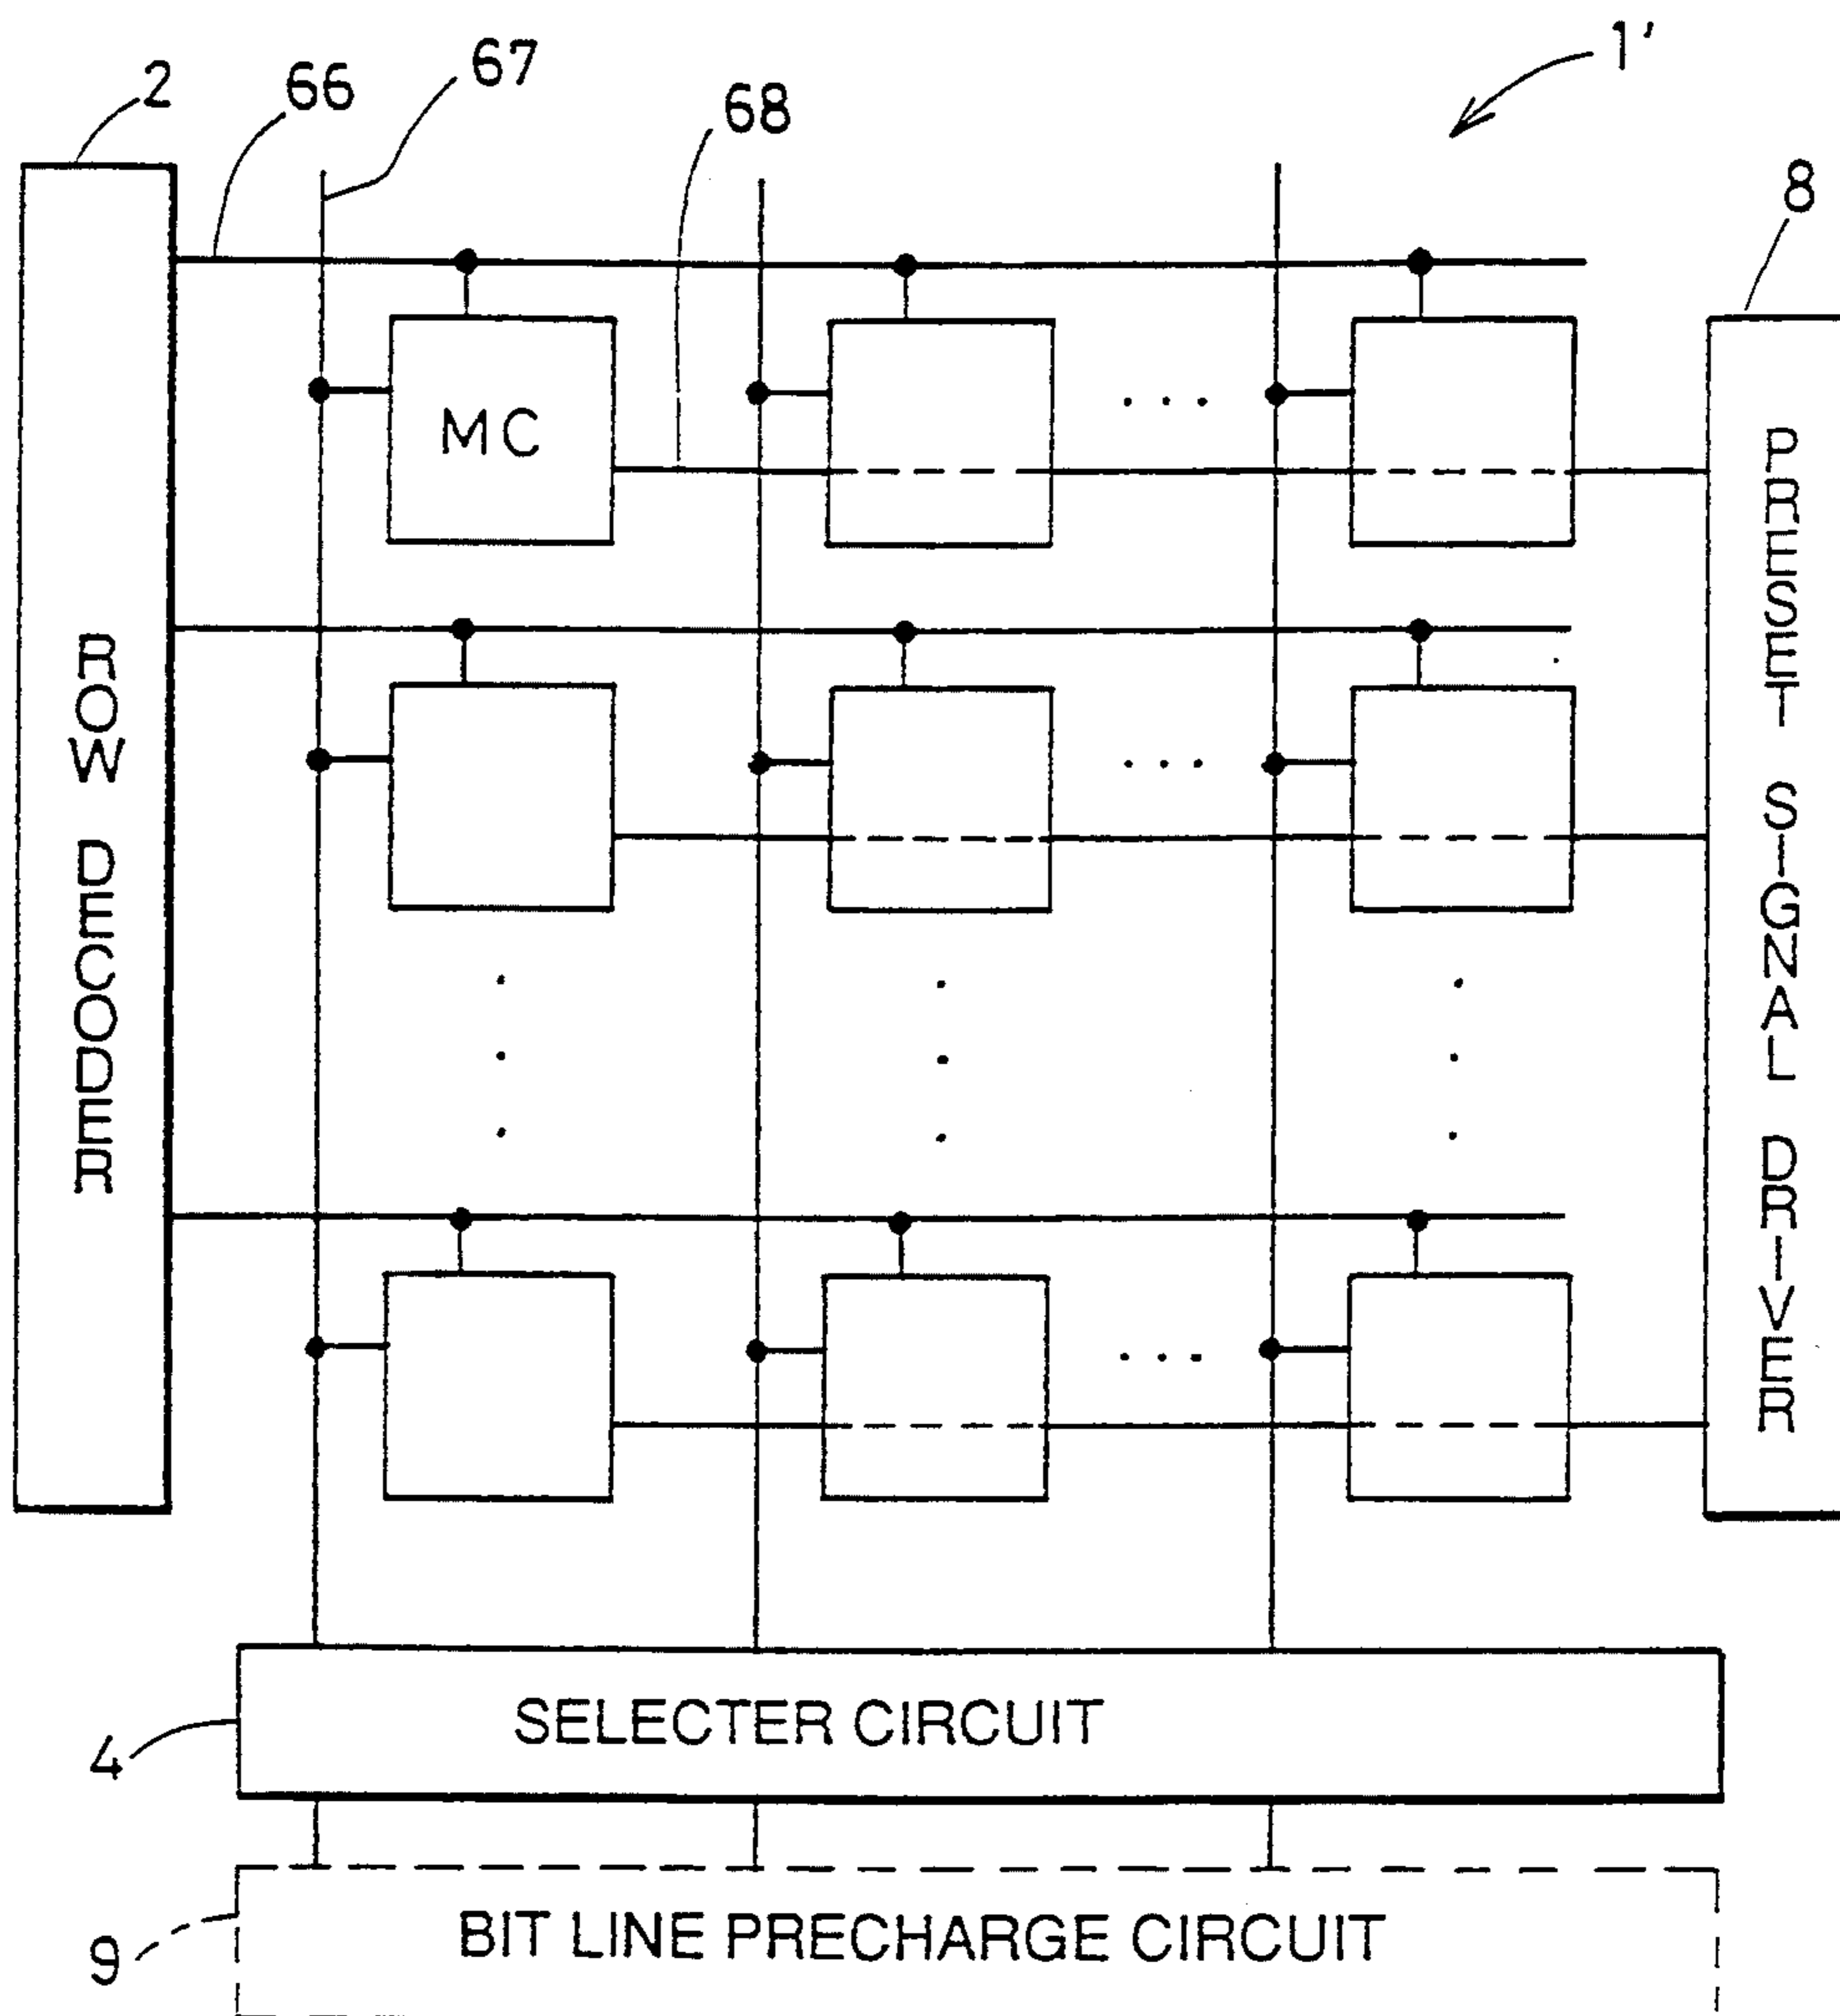 1'
67
2
66
68
8
MC
ROW DECODER
PRESET SIGNAL DRIVER
SELECTER CIRCUIT
4
BIT LINE PRECHARGE CIRCUIT
9